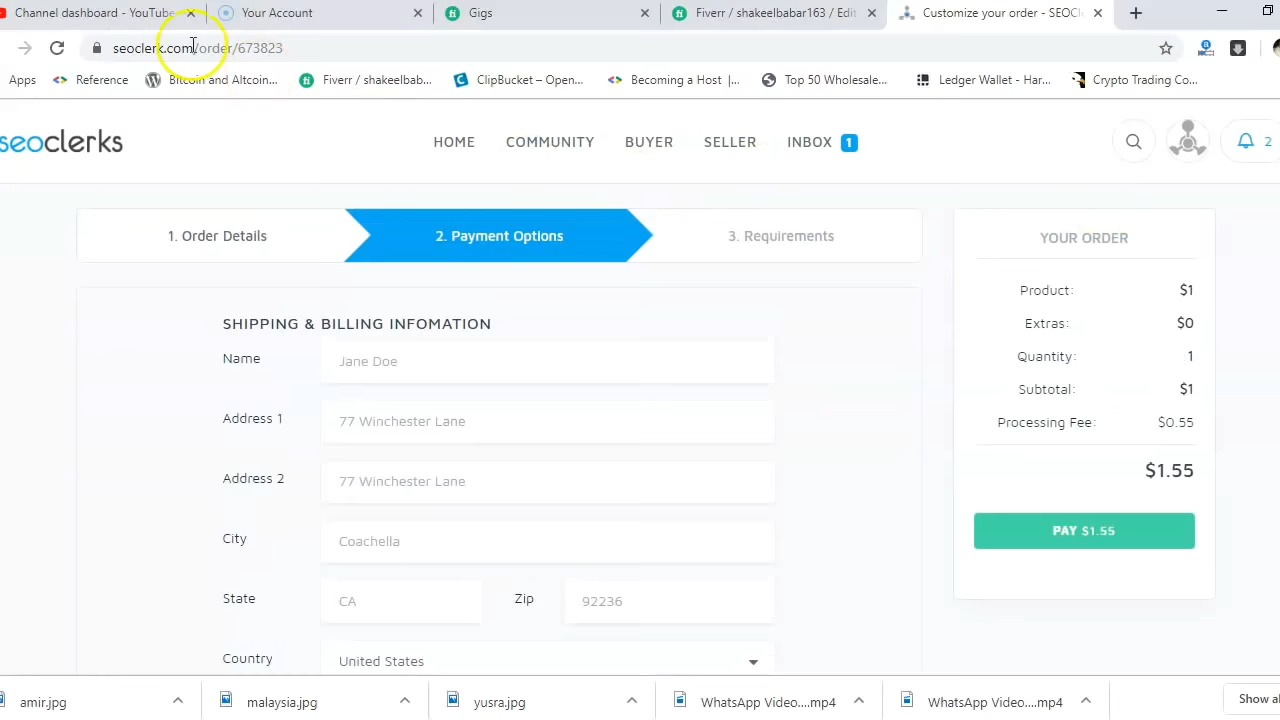 Channel dashboard - YouTube
Your Account
Gigs
Fiverr / shakeelbabar163 / Edit
Customize your order - SEOCl
seoclerk.com/order/673823
Apps
Reference
Bitcoin and Altcoin...
Fiverr / shakeelbab...
ClipBucket – Open...
Becoming a Host |...
Top 50 Wholesale...
Ledger Wallet - Har...
Crypto Trading Co...
seoclerks
HOME
COMMUNITY
BUYER
SELLER
INBOX 1
2
1. Order Details
2. Payment Options
3. Requirements
SHIPPING & BILLING INFOMATION
Name
Jane Doe
Address 1
77 Winchester Lane
Address 2
77 Winchester Lane
City
Coachella
State
CA
Zip
92236
Country
United States
YOUR ORDER
Product: $1
Extras: $0
Quantity: 1
Subtotal: $1
Processing Fee: $0.55
$1.55
PAY $1.55
amir.jpg
malaysia.jpg
yusra.jpg
WhatsApp Video....mp4
WhatsApp Video....mp4
Show al